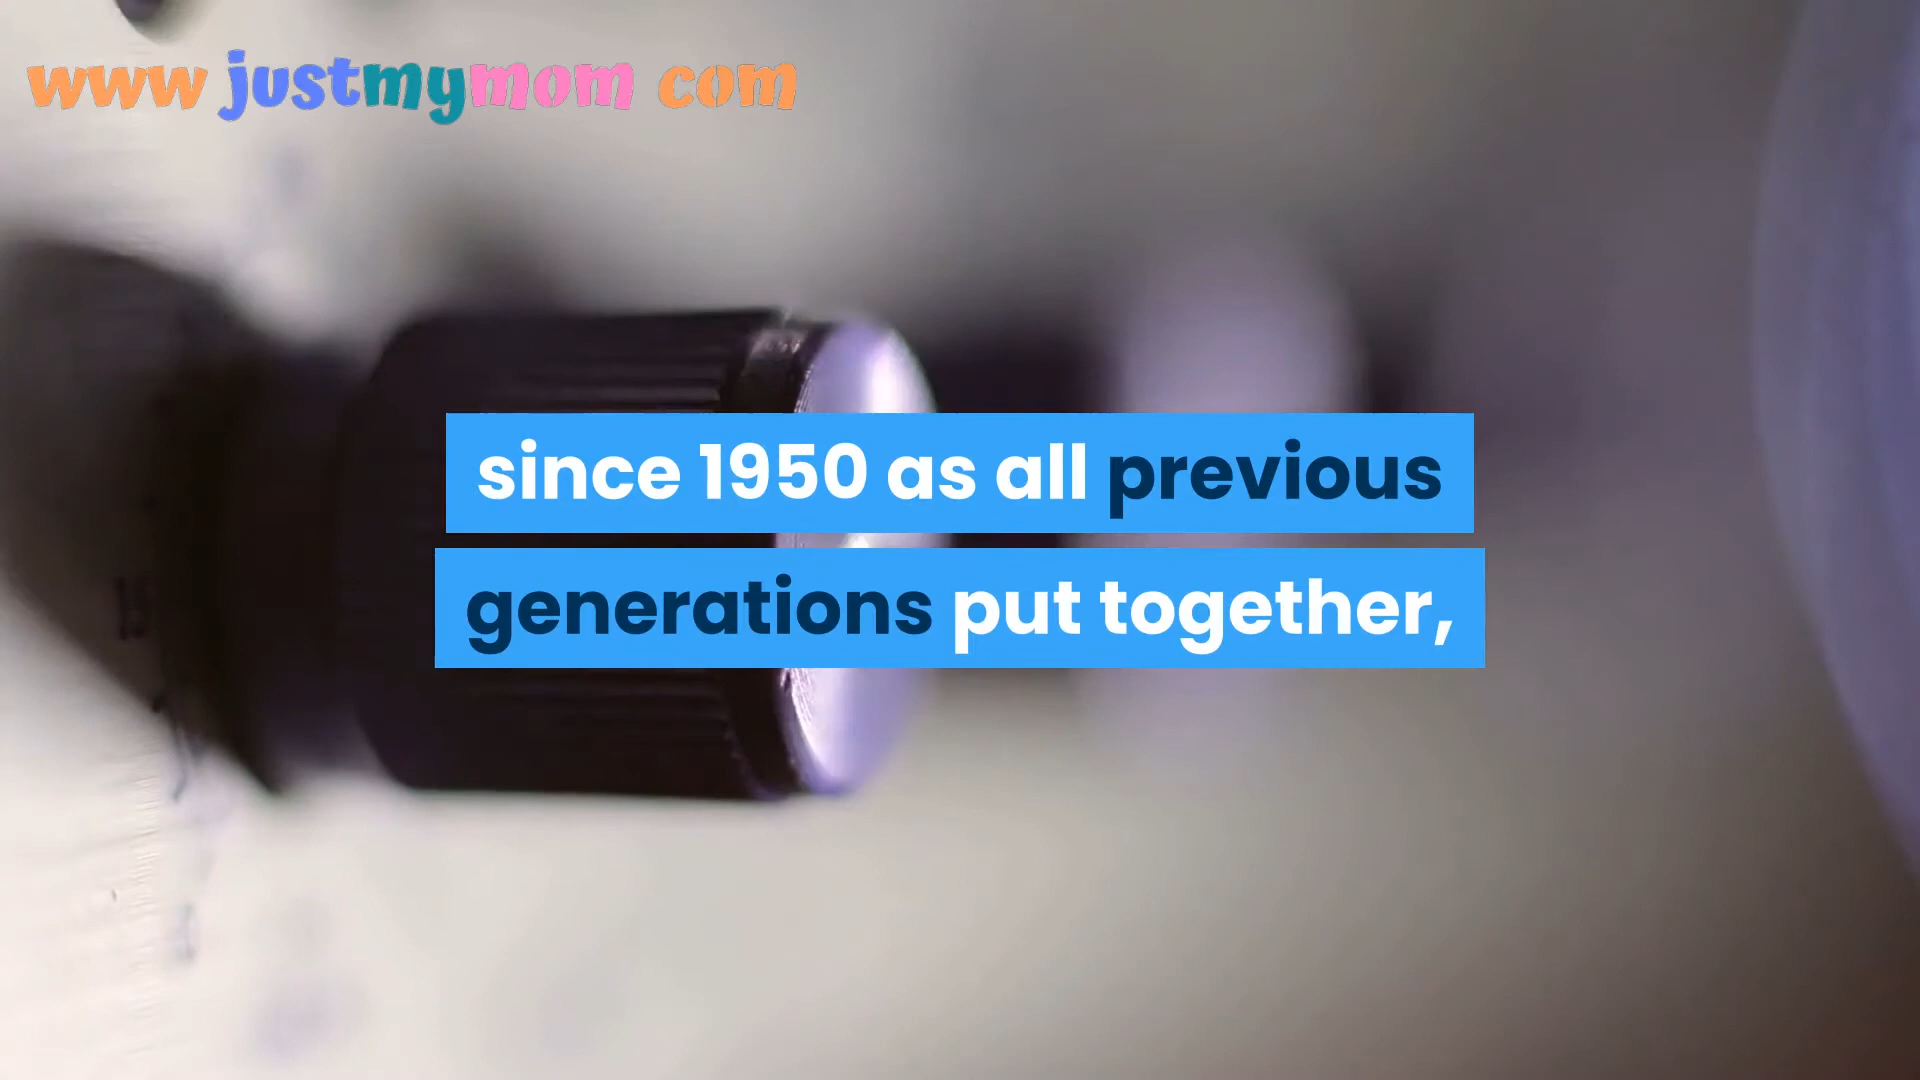 www justmymom com
since 1950 as all previous
generations put together,